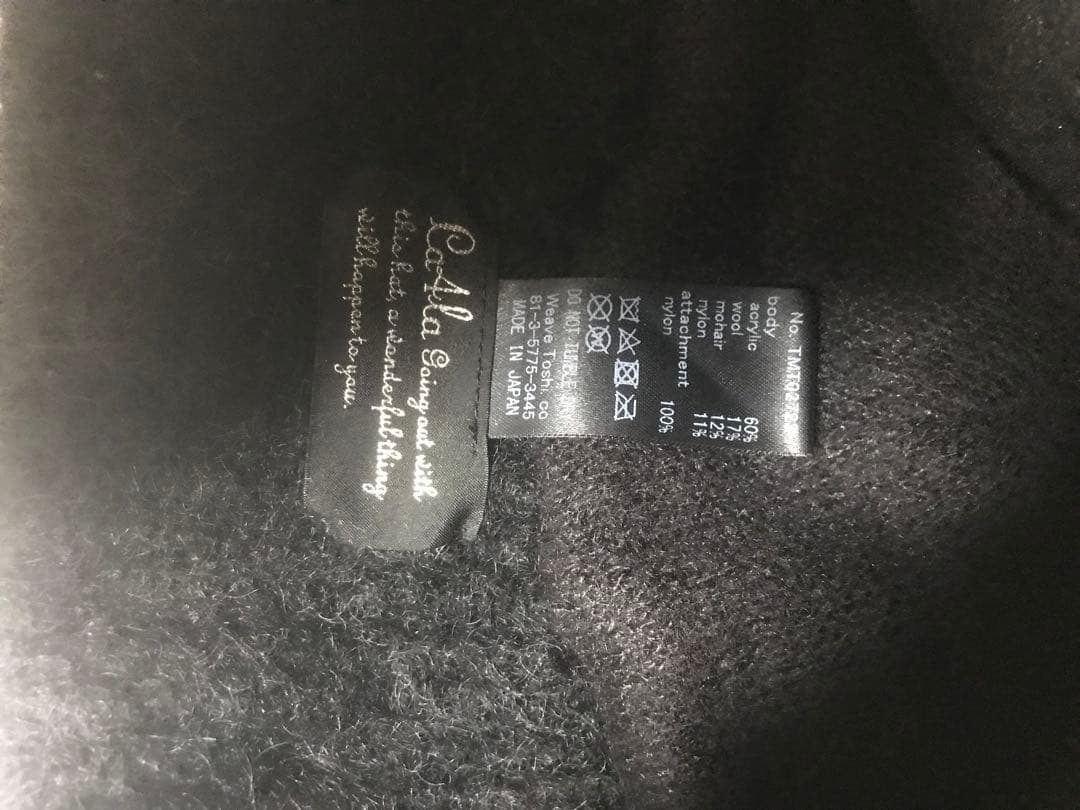 Ca4la Going out with
this hat, a wonderful thing
will happen to you.
body
acrylic 60%
wool 17%
mohair 12%
nylon 11%
attachment
nylon 100%
DO NOT TUMBLE DRY
Weave Toshi. co
81-3-5775-3445
MADE IN JAPAN